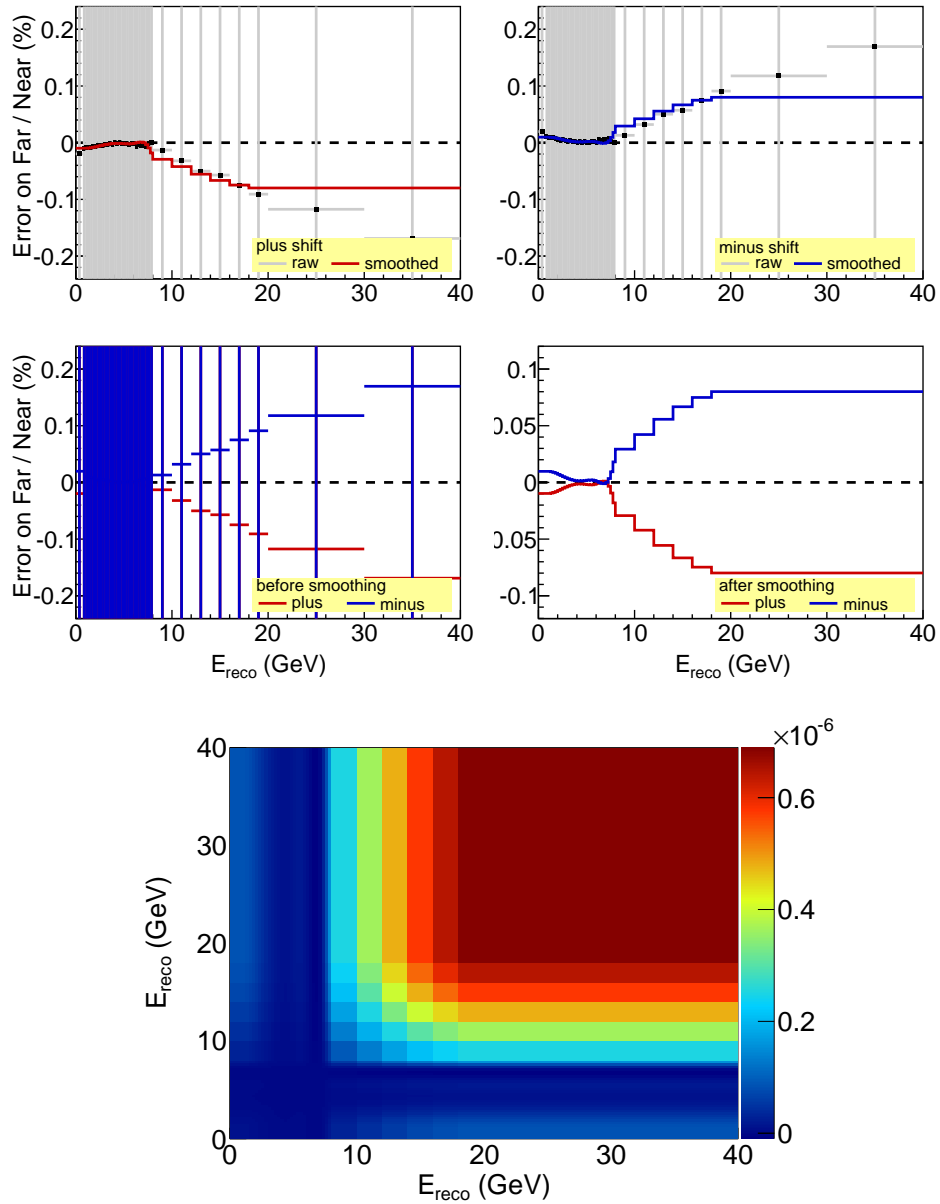 Error on Far / Near (%)
0.2
0.1
0
-0.1
-0.2
plus shift
raw smoothed
0 10 20 30 40
0.2
0.1
0
-0.1
-0.2
minus shift
raw smoothed
0 10 20 30 40
Error on Far / Near (%)
0.2
0.1
0
-0.1
-0.2
before smoothing
plus minus
0 10 20 30 40
E_reco (GeV)
0.1
0.05
0
0.05
-0.1
after smoothing
plus minus
0 10 20 30 40
E_reco (GeV)
×10^-6
E_reco (GeV)
40
30
20
10
0
0.6
0.4
0.2
0
0 10 20 30 40
E_reco (GeV)